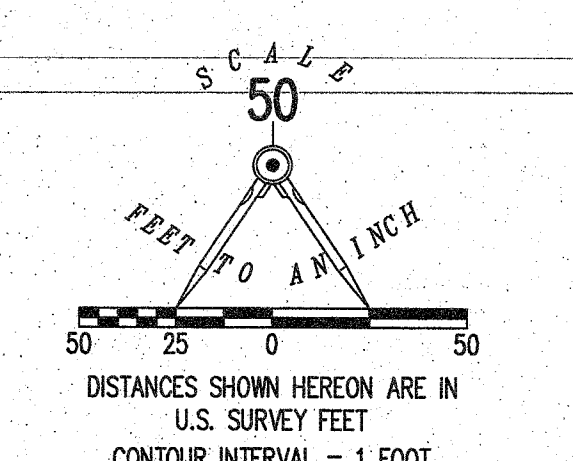 SCALE
50
FEET TO AN INCH
50 25 0 50
DISTANCES SHOWN HEREON ARE IN
U.S. SURVEY FEET
CONTOUR INTERVAL = 1 FOOT